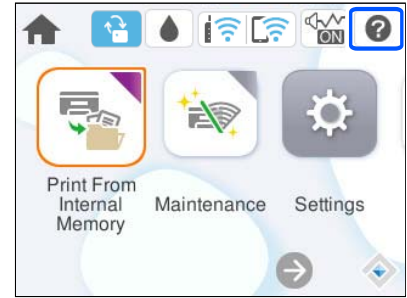 ON
?
Print From
Internal
Memory
Maintenance
Settings